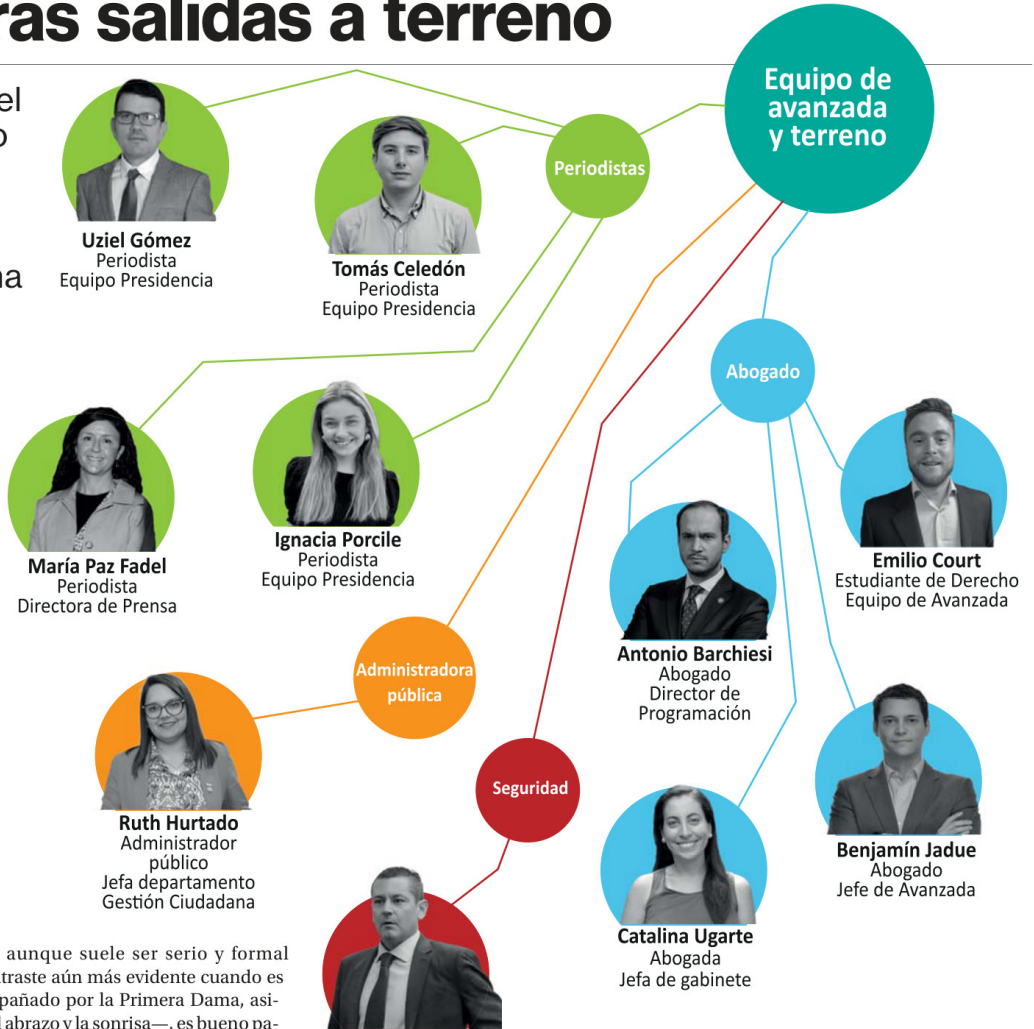 ras salidas a terreno
el
o
na
Equipo de
avanzada
y terreno
Periodistas
Uziel Gómez
Periodista
Equipo Presidencia
Tomás Celedón
Periodista
Equipo Presidencia
Abogado
María Paz Fadel
Periodista
Directora de Prensa
Ignacia Porcile
Periodista
Equipo Presidencia
Emilio Court
Estudiante de Derecho
Equipo de Avanzada
Antonio Barchiesi
Abogado
Director de
Programación
Administradora
pública
Ruth Hurtado
Administrador
público
Jefa departamento
Gestión Ciudadana
Seguridad
Benjamín Jadue
Abogado
Jefe de Avanzada
Catalina Ugarte
Abogada
Jefa de gabinete
aunque suele ser serio y formal
traste aún más evidente cuando es
pañado por la Primera Dama, asi-
l abrazo y la sonrisa—, es bueno pa-